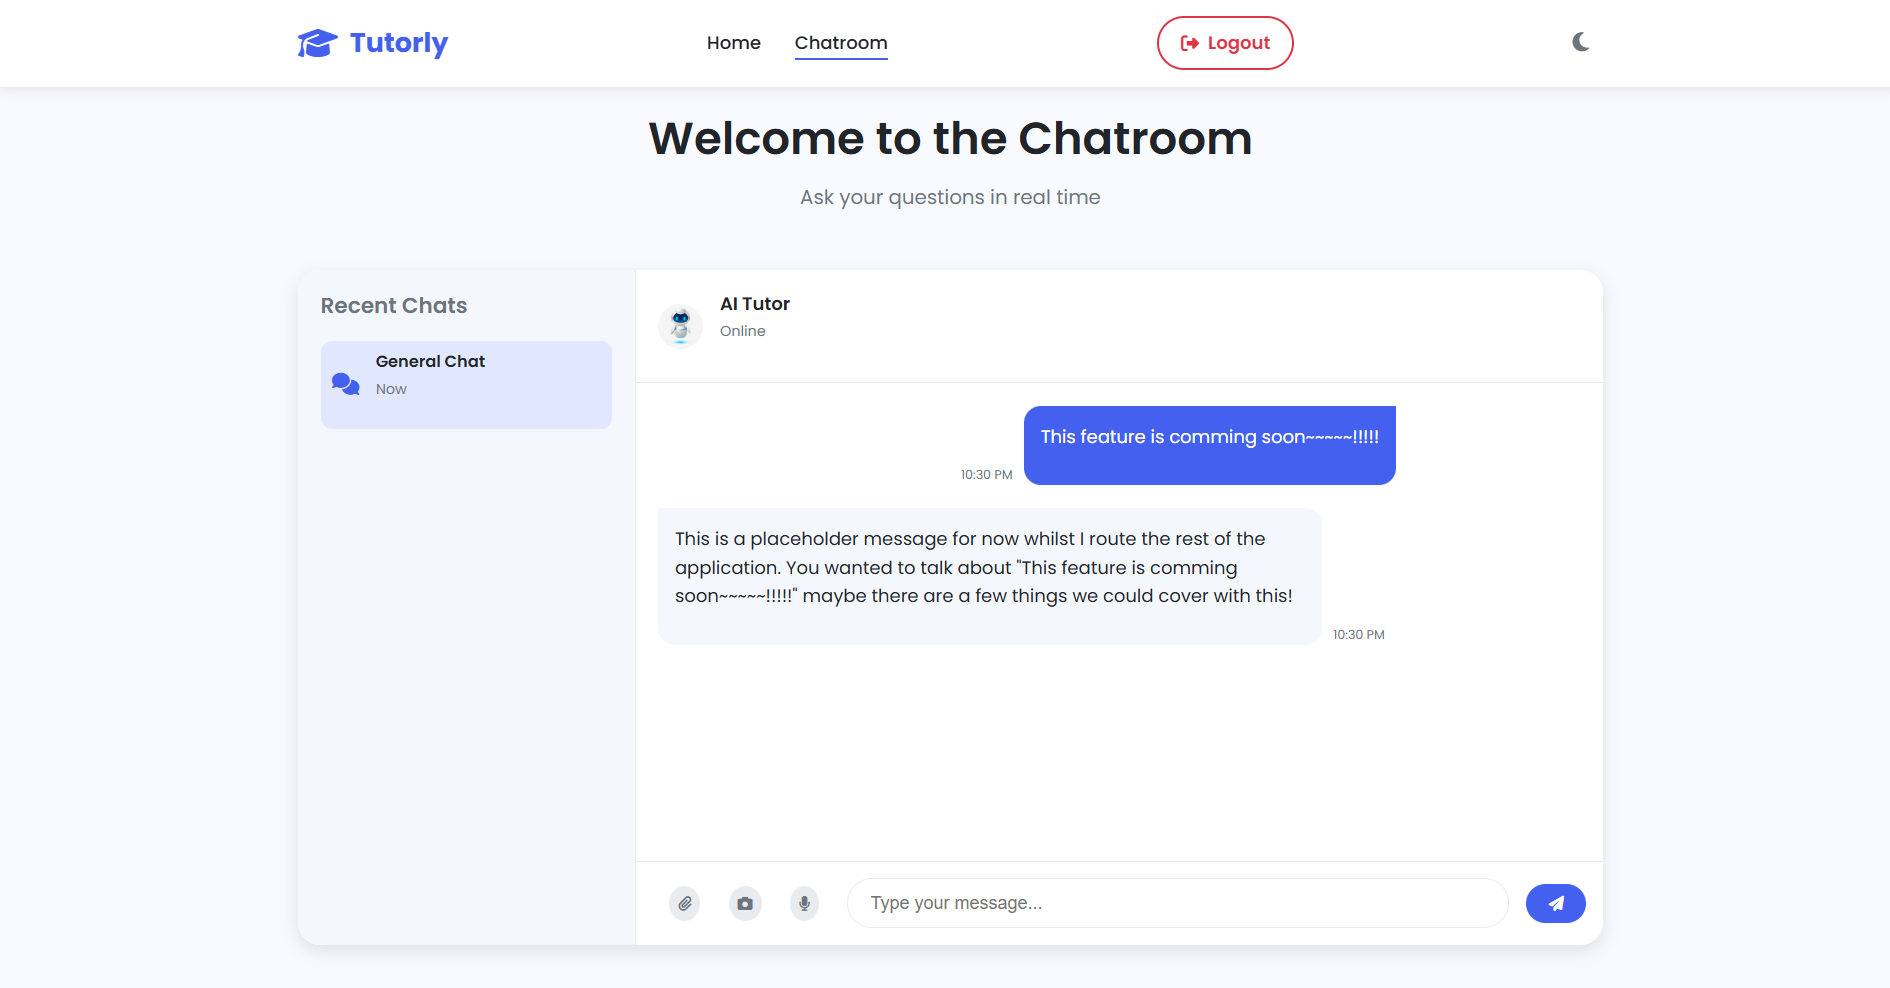 Tutorly
Home
Chatroom
Logout
Welcome to the Chatroom
Ask your questions in real time
Recent Chats
General Chat
Now
AI Tutor
Online
This feature is comming soon~~~~~!!!!!
10:30 PM
This is a placeholder message for now whilst I route the rest of the
application. You wanted to talk about "This feature is comming
soon~~~~~!!!!!" maybe there are a few things we could cover with this!
10:30 PM
Type your message...